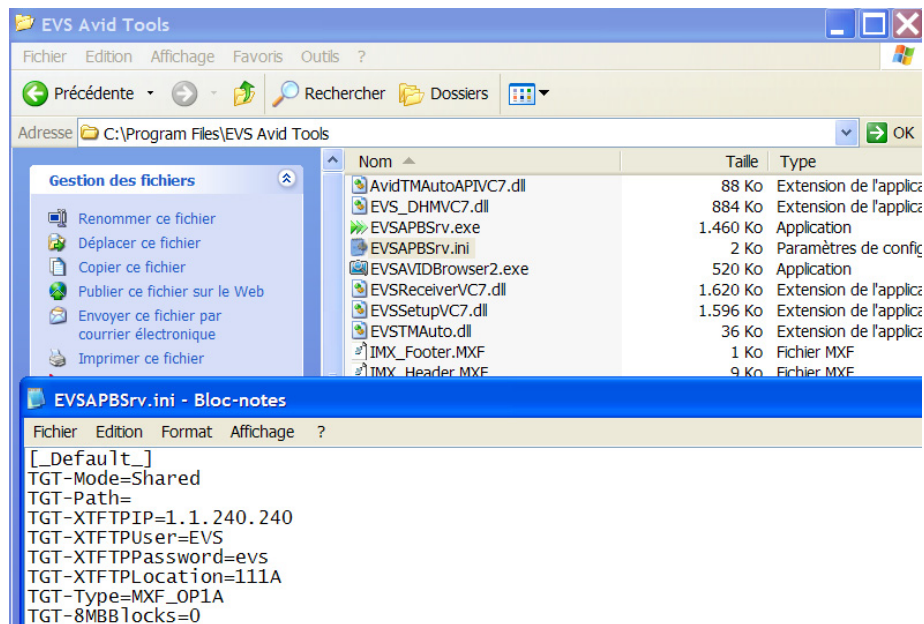 EVS Avid Tools
Fichier Edition Affichage Favoris Outils ?
Précédente Rechercher Dossiers
Adresse C:\Program Files\EVS Avid Tools OK
Gestion des fichiers
Renommer ce fichier
Déplacer ce fichier
Copier ce fichier
Publier ce fichier sur le Web
Envoyer ce fichier par
courrier électronique
Imprimer ce fichier
Nom Taille Type
AvidTMAutoAPIVC7.dll 88 Ko Extension de l'applica
EVS_DHMVC7.dll 884 Ko Extension de l'applica
EVSAPBSrv.exe 1.460 Ko Application
EVSAPBSrv.ini 2 Ko Paramètres de config
EVSAVIDBrowser2.exe 520 Ko Application
EVSReceiverVC7.dll 1.620 Ko Extension de l'applica
EVSSetupVC7.dll 1.596 Ko Extension de l'applica
EVSTMAuto.dll 36 Ko Extension de l'applica
IMX_Footer.MXF 1 Ko Fichier MXF
IMX_Header.MXF 9 Ko Fichier MXF
EVSAPBSrv.ini - Bloc-notes
Fichier Edition Format Affichage ?
[_Default_]
TGT-Mode=Shared
TGT-Path=
TGT-XTFTPIP=1.1.240.240
TGT-XTFTPUser=EVS
TGT-XTFTPPassword=evs
TGT-XTFTPLocation=111A
TGT-Type=MXF_OP1A
TGT-8MBBlocks=0